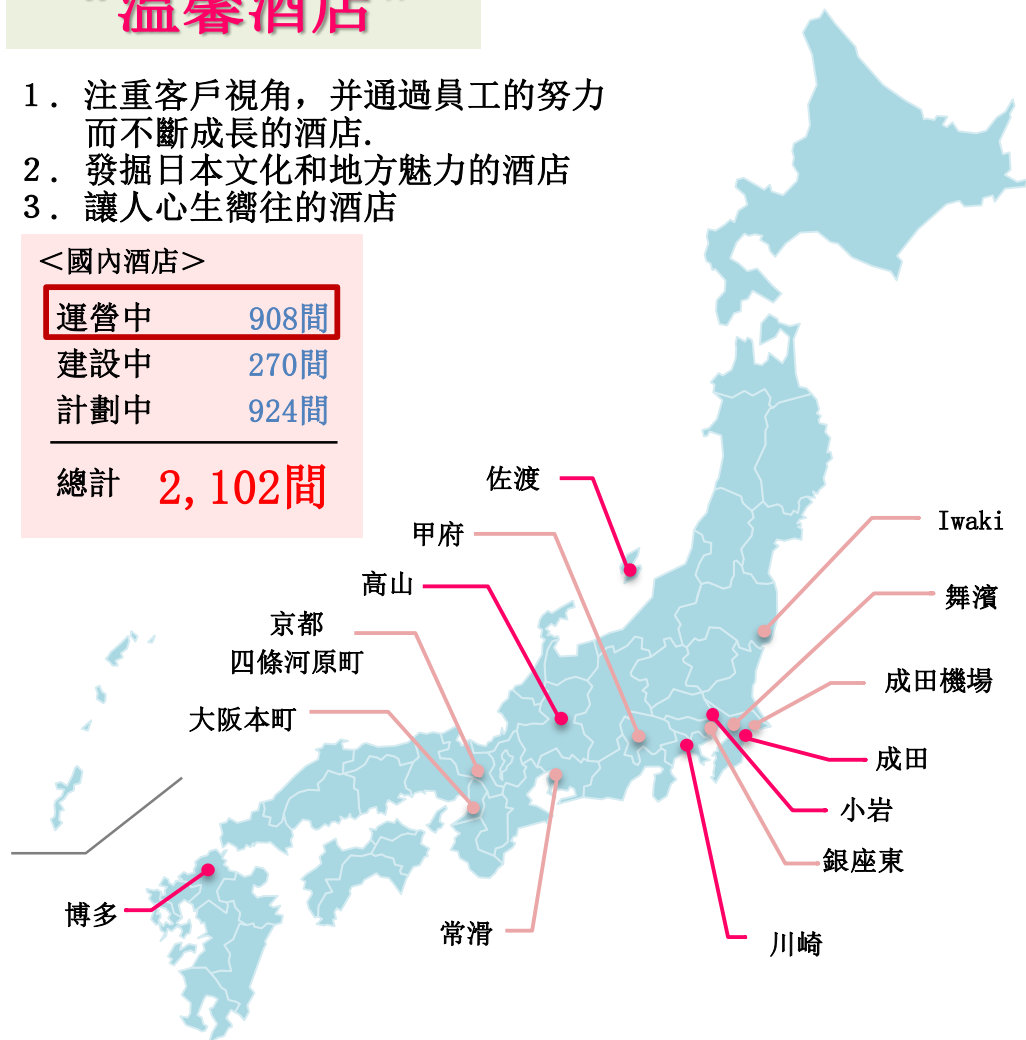 "溫馨酒店"
１. 注重客戶視角，并通過員工的努力
而不斷成長的酒店.
２. 發掘日本文化和地方魅力的酒店
３. 讓人心生嚮往的酒店
＜國內酒店＞
運營中 908間
建設中 270間
計劃中 924間
總計 2,102間
佐渡
Iwaki
甲府
高山
舞濱
京都
四條河原町
成田機場
大阪本町
成田
小岩
銀座東
博多
常滑
川崎